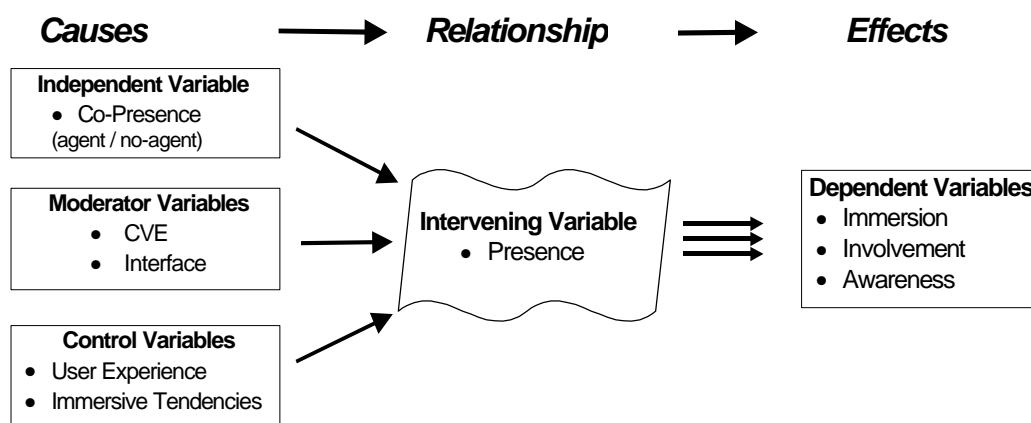 Causes
Relationship
Effects
Independent Variable
• Co-Presence
(agent / no-agent)
Moderator Variables
• CVE
• Interface
Control Variables
• User Experience
• Immersive Tendencies
Intervening Variable
• Presence
Dependent Variables
• Immersion
• Involvement
• Awareness